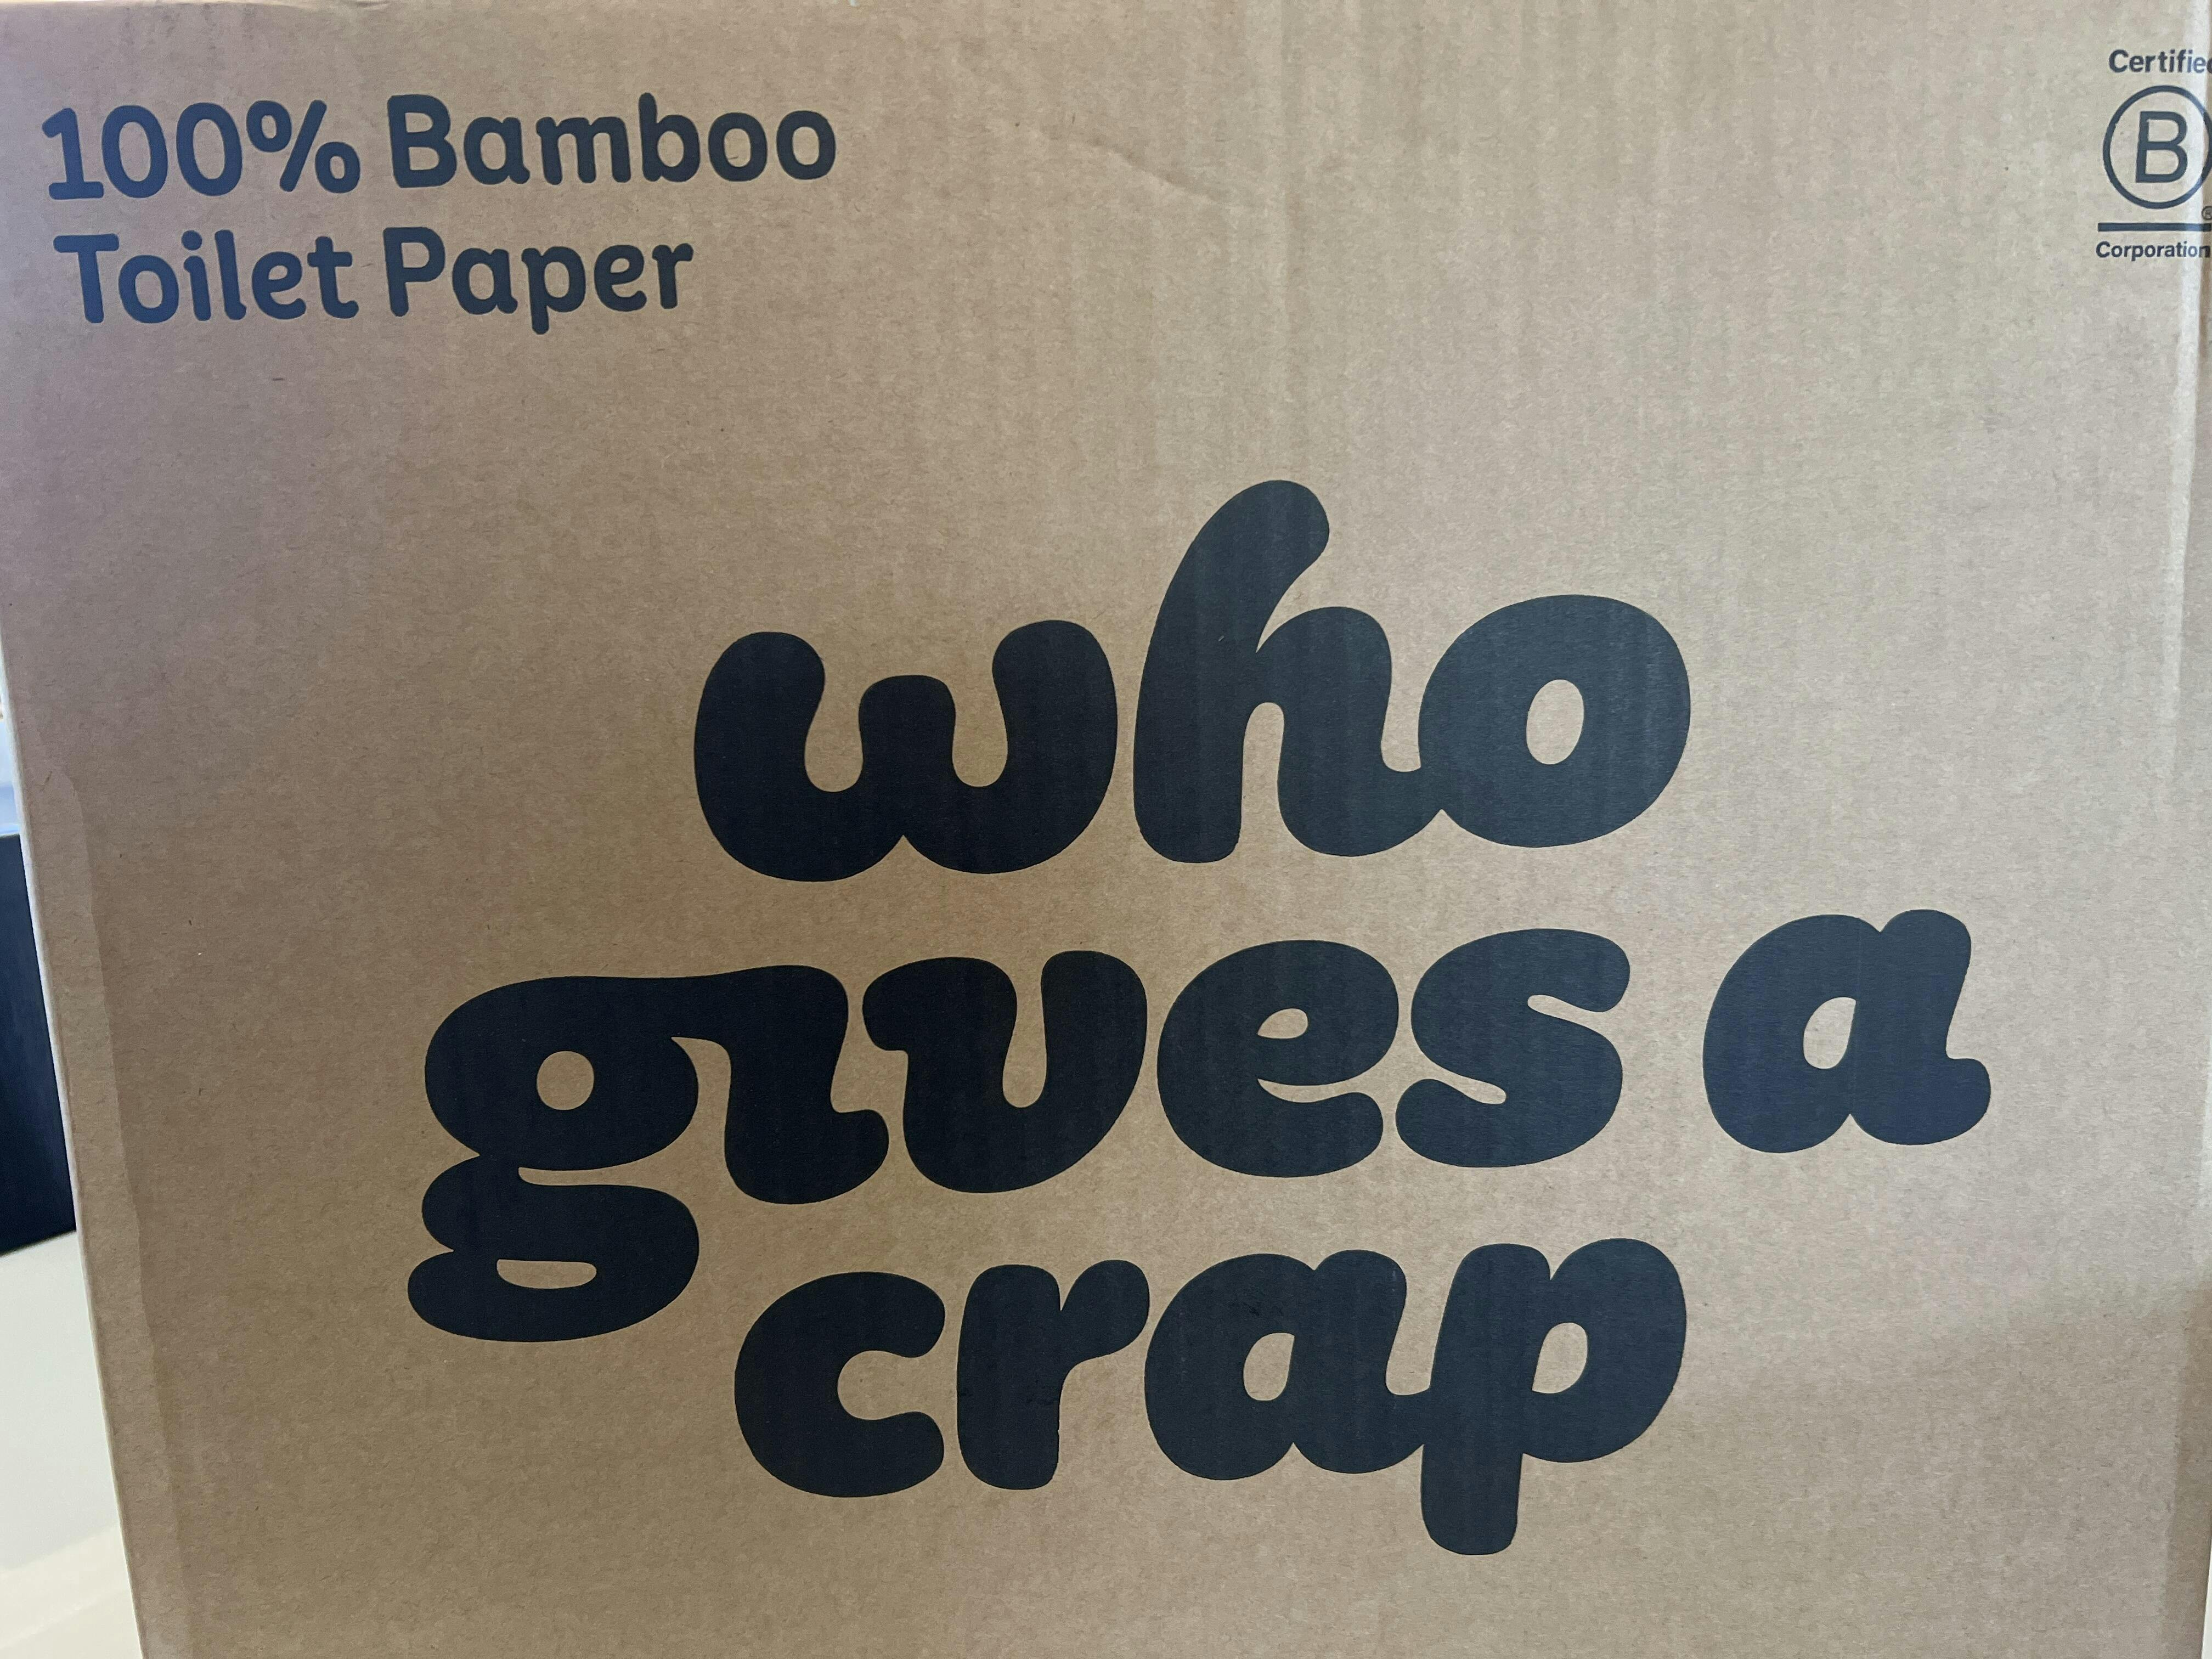 100% Bamboo
Toilet Paper
Certified
B
Corporation
who
gives a
crap